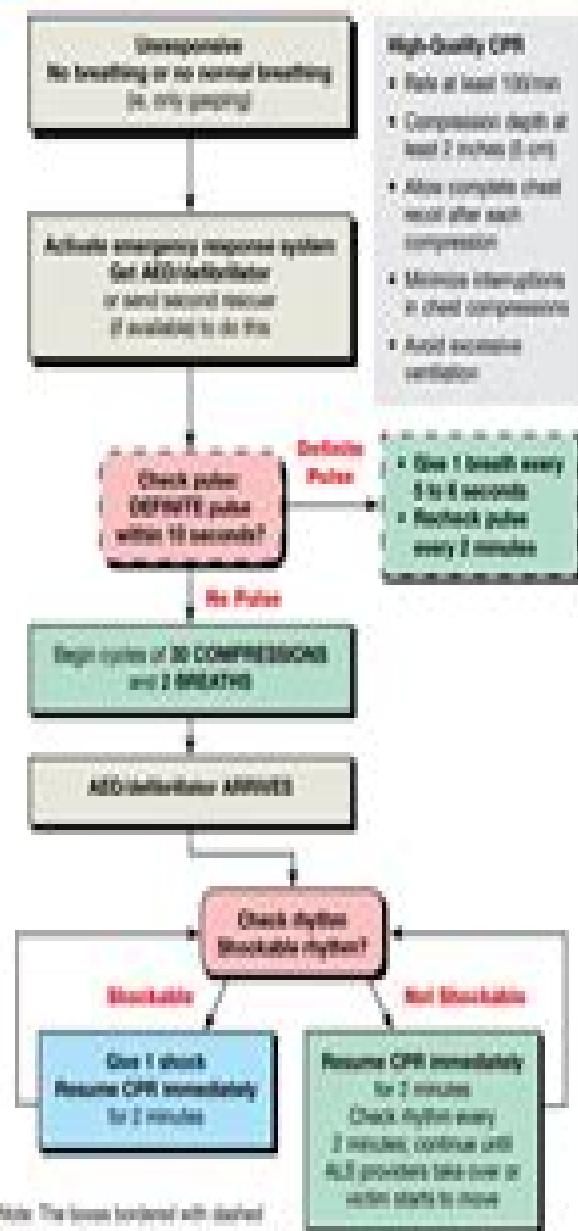 Unresponsive
No breathing or no normal breathing
(ie, only gasping)
High-Quality CPR
• Rate at least 100/min
• Compression depth at
least 2 inches (5 cm)
• Allow complete chest
recoil after each
compression
• Minimize interruptions
in chest compressions
• Avoid excessive
ventilation
Activate emergency response system
Get AED/defibrillator
or send second rescuer
(if available) to do this
Check pulse:
DEFINITE pulse
within 10 seconds?
Definite
Pulse
• Give 1 breath every
5 to 6 seconds
• Recheck pulse
every 2 minutes
No Pulse
Begin cycles of 30 COMPRESSIONS
and 2 BREATHS
AED/defibrillator ARRIVES
Check rhythm
Shockable rhythm?
Shockable
Not Shockable
Give 1 shock
Resume CPR immediately
for 2 minutes
Resume CPR immediately
for 2 minutes
Check rhythm every
2 minutes; continue until
ALS providers take over or
victim starts to move
Note: The boxes bordered with dashed